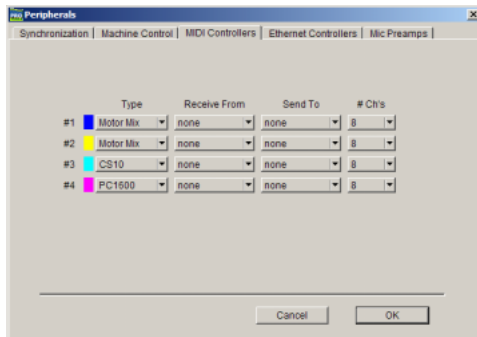 PRO Peripherals
Synchronization | Machine Control | MIDI Controllers | Ethernet Controllers | Mic Preamps |
Type Receive From Send To # Ch's
#1 Motor Mix none none 8
#2 Motor Mix none none 8
#3 CS10 none none 8
#4 PC1600 none none 8
Cancel OK